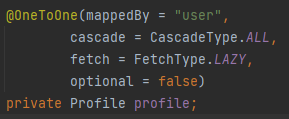 @OneToOne(mappedBy = "user",
cascade = CascadeType.ALL,
fetch = FetchType.LAZY,
optional = false)
private Profile profile;